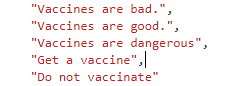 "Vaccines are bad.",
"Vaccines are good.",
"Vaccines are dangerous",
"Get a vaccine",
"Do not vaccinate"